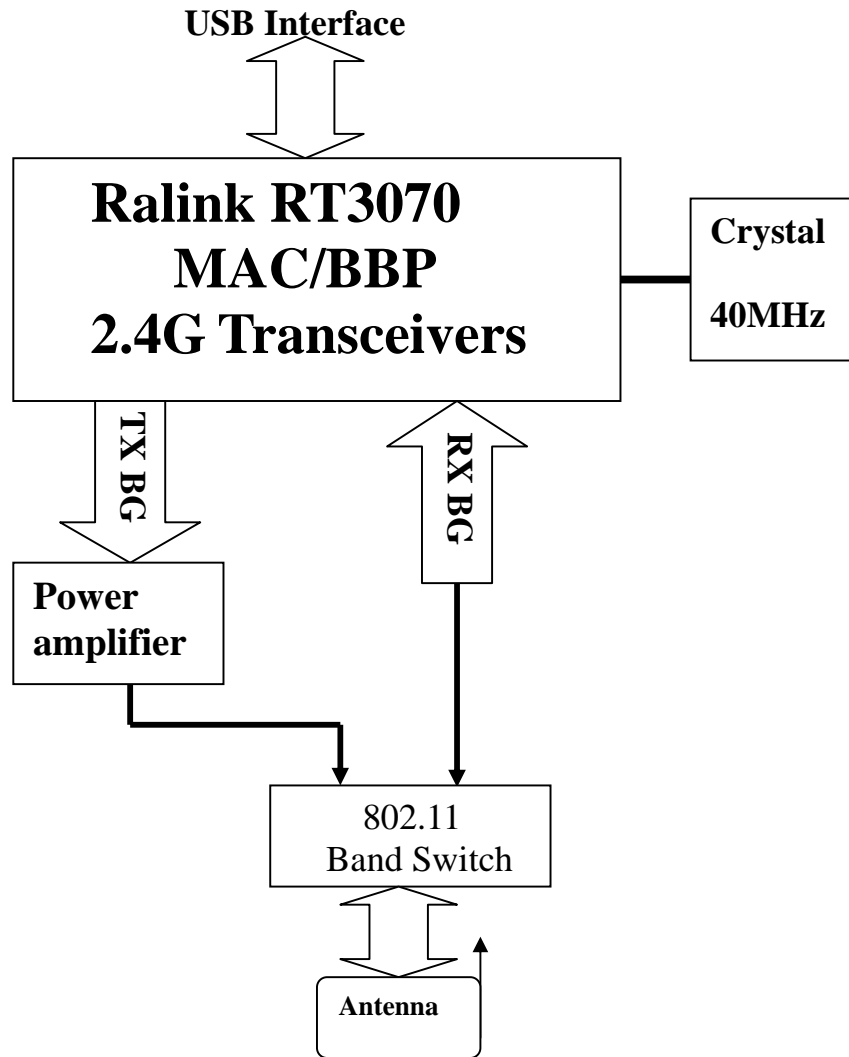 USB Interface
Ralink RT3070
MAC/BBP
2.4G Transceivers
Crystal
40MHz
TX BG
RX BG
Power
amplifier
802.11
Band Switch
Antenna